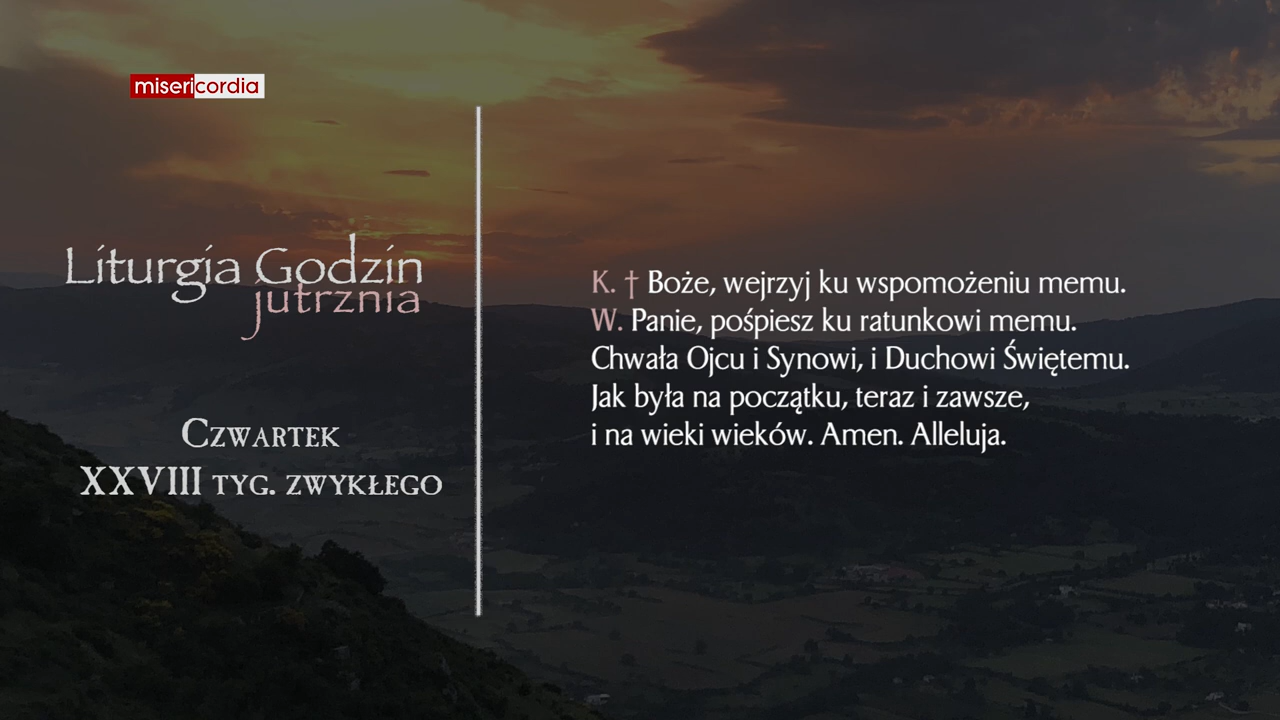 misericordia
Liturgia Godzin
jutrznia
Czwartek
XXVIII tyg. zwykłego
K. † Boże, wejrzyj ku wspomożeniu memu.
W. Panie, pośpiesz ku ratunkowi memu.
Chwała Ojcu i Synowi, i Duchowi Świętemu.
Jak była na początku, teraz i zawsze,
i na wieki wieków. Amen. Alleluja.